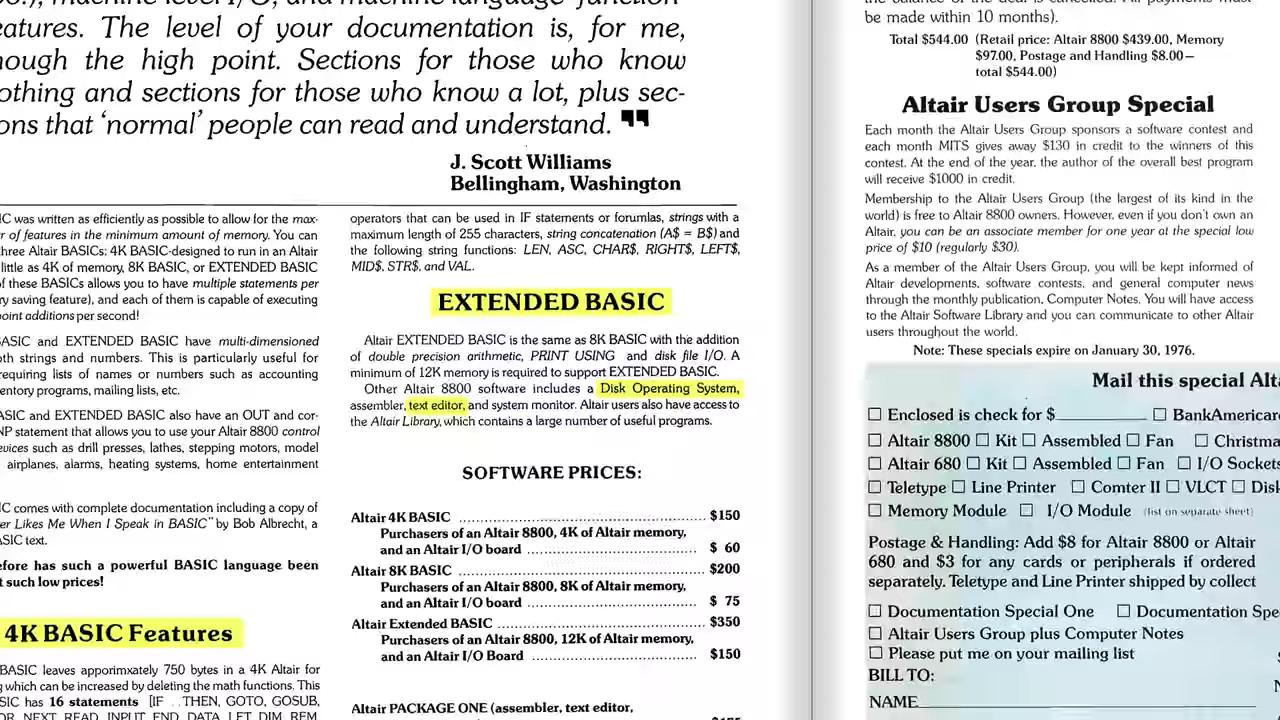 eatures. The level of your documentation is, for me,
hough the high point. Sections for those who know
othing and sections for those who know a lot, plus sec-
ons that 'normal' people can read and understand. ❞
J. Scott Williams
Bellingham, Washington
IC was written as efficiently as possible to allow for the max-
r of features in the minimum amount of memory. You can
three Altair BASICs: 4K BASIC-designed to run in an Altair
little as 4K of memory, 8K BASIC, or EXTENDED BASIC
of these BASICs allows you to have multiple statements per
ry saving feature), and each of them is capable of executing
point additions per second!
BASIC and EXTENDED BASIC have multi-dimensioned
oth strings and numbers. This is particularly useful for
requiring lists of names or numbers such as accounting
entory programs, mailing lists, etc.
ASIC and EXTENDED BASIC also have an OUT and cor-
NP statement that allows you to use your Altair 8800 control
evices such as drill presses, lathes, stepping motors, model
airplanes, alarms, heating systems, home entertainment
IC comes with complete documentation including a copy of
er Likes Me When I Speak in BASIC" by Bob Albrecht, a
ASIC text.
efore has such a powerful BASIC language been
t such low prices!
4K BASIC Features
BASIC leaves apporimxately 750 bytes in a 4K Altair for
g which can be increased by deleting the math functions. This
SIC has 16 statements [IF . . THEN, GOTO, GOSUB,
OR, NEXT, READ, INPUT, END, DATA, LET, DIM, REM,
operators that can be used in IF statements or forumlas, strings with a
maximum length of 255 characters, string concatenation (A$ = B$) and
the following string functions: LEN, ASC, CHAR$, RIGHT$, LEFT$,
MID$, STR$, and VAL.
EXTENDED BASIC
Altair EXTENDED BASIC is the same as 8K BASIC with the addition
of double precision arithmetic, PRINT USING and disk file I/O. A
minimum of 12K memory is required to support EXTENDED BASIC.
Other Altair 8800 software includes a Disk Operating System,
assembler, text editor, and system monitor. Altair users also have access to
the Altair Library, which contains a large number of useful programs.
SOFTWARE PRICES:
Altair 4K BASIC ........ $150
Purchasers of an Altair 8800, 4K of Altair memory,
and an Altair I/O board ........ $ 60
Altair 8K BASIC ........ $200
Purchasers of an Altair 8800, 8K of Altair memory,
and an Altair I/O board ........ $ 75
Altair Extended BASIC ........ $350
Purchasers of an Altair 8800, 12K of Altair memory,
and an Altair I/O Board ........ $150
Altair PACKAGE ONE (assembler, text editor,
be made within 10 months).
Total $544.00 (Retail price: Altair 8800 $439.00, Memory
$97.00, Postage and Handling $8.00—
total $544.00)
Altair Users Group Special
Each month the Altair Users Group sponsors a software contest and
each month MITS gives away $130 in credit to the winners of this
contest. At the end of the year, the author of the overall best program
will receive $1000 in credit.
Membership to the Altair Users Group (the largest of its kind in the
world) is free to Altair 8800 owners. However, even if you don't own an
Altair, you can be an associate member for one year at the special low
price of $10 (regularly $30).
As a member of the Altair Users Group, you will be kept informed of
Altair developments, software contests, and general computer news
through the monthly publication, Computer Notes. You will have access
to the Altair Software Library and you can communicate to other Altair
users throughout the world.
Note: These specials expire on January 30, 1976.
Mail this special Alta
☐ Enclosed is check for $________ ☐ BankAmericar
☐ Altair 8800 ☐ Kit ☐ Assembled ☐ Fan ☐ Christma
☐ Altair 680 ☐ Kit ☐ Assembled ☐ Fan ☐ I/O Sockets
☐ Teletype ☐ Line Printer ☐ Comter II ☐ VLCT ☐ Disk
☐ Memory Module ☐ I/O Module (list on separate sheet)
Postage & Handling: Add $8 for Altair 8800 or Altair
680 and $3 for any cards or peripherals if ordered
separately. Teletype and Line Printer shipped by collect
☐ Documentation Special One ☐ Documentation Spe
☐ Altair Users Group plus Computer Notes
☐ Please put me on your mailing list
BILL TO:
NAME